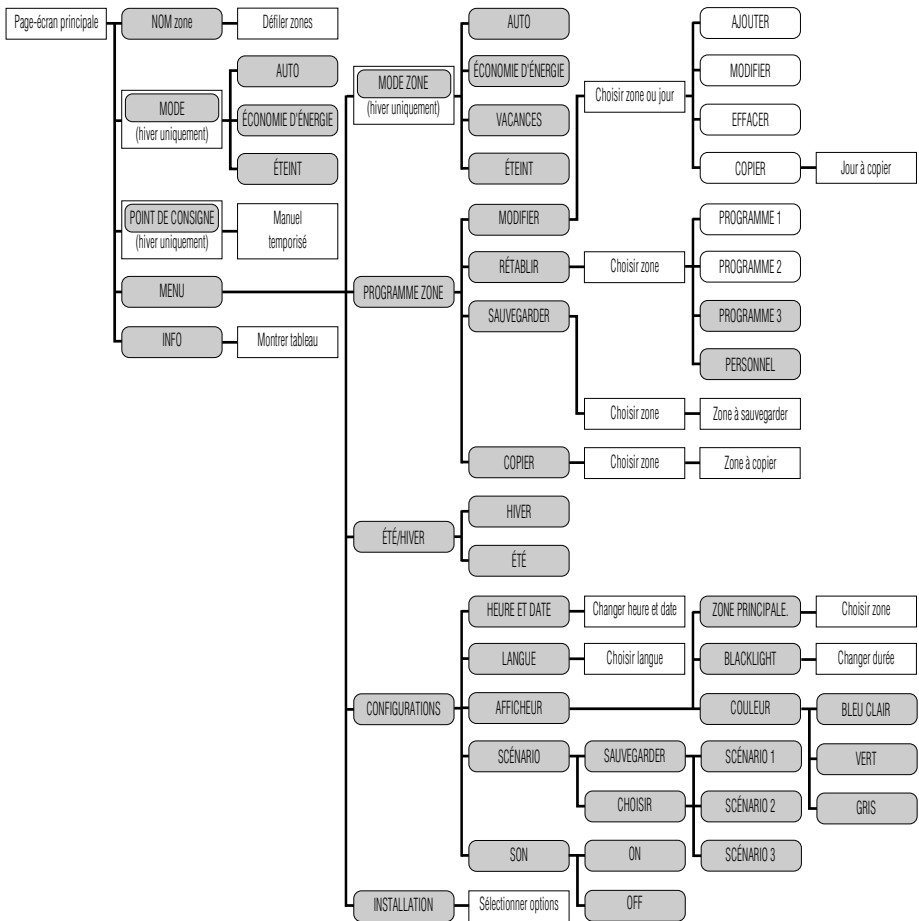 Page-écran principale
NOM zone
Défiler zones
MODE
(hiver uniquement)
AUTO
ÉCONOMIE D'ÉNERGIE
ÉTEINT
POINT DE CONSIGNE
(hiver uniquement)
Manuel
temporisé
MENU
INFO
Montrer tableau
MODE ZONE
(hiver uniquement)
AUTO
ÉCONOMIE D'ÉNERGIE
VACANCES
ÉTEINT
PROGRAMME ZONE
MODIFIER
Choisir zone ou jour
AJOUTER
MODIFIER
EFFACER
COPIER
Jour à copier
RÉTABLIR
Choisir zone
PROGRAMME 1
PROGRAMME 2
PROGRAMME 3
PERSONNEL
SAUVEGARDER
Choisir zone
Zone à sauvegarder
COPIER
Choisir zone
Zone à copier
ÉTÉ/HIVER
HIVER
ÉTÉ
CONFIGURATIONS
HEURE ET DATE
Changer heure et date
LANGUE
Choisir langue
AFFICHEUR
ZONE PRINCIPALE.
Choisir zone
BLACKLIGHT
Changer durée
COULEUR
BLEU CLAIR
VERT
GRIS
SCÉNARIO
SAUVEGARDER
CHOISIR
SCÉNARIO 1
SCÉNARIO 2
SCÉNARIO 3
SON
ON
OFF
INSTALLATION
Sélectionner options